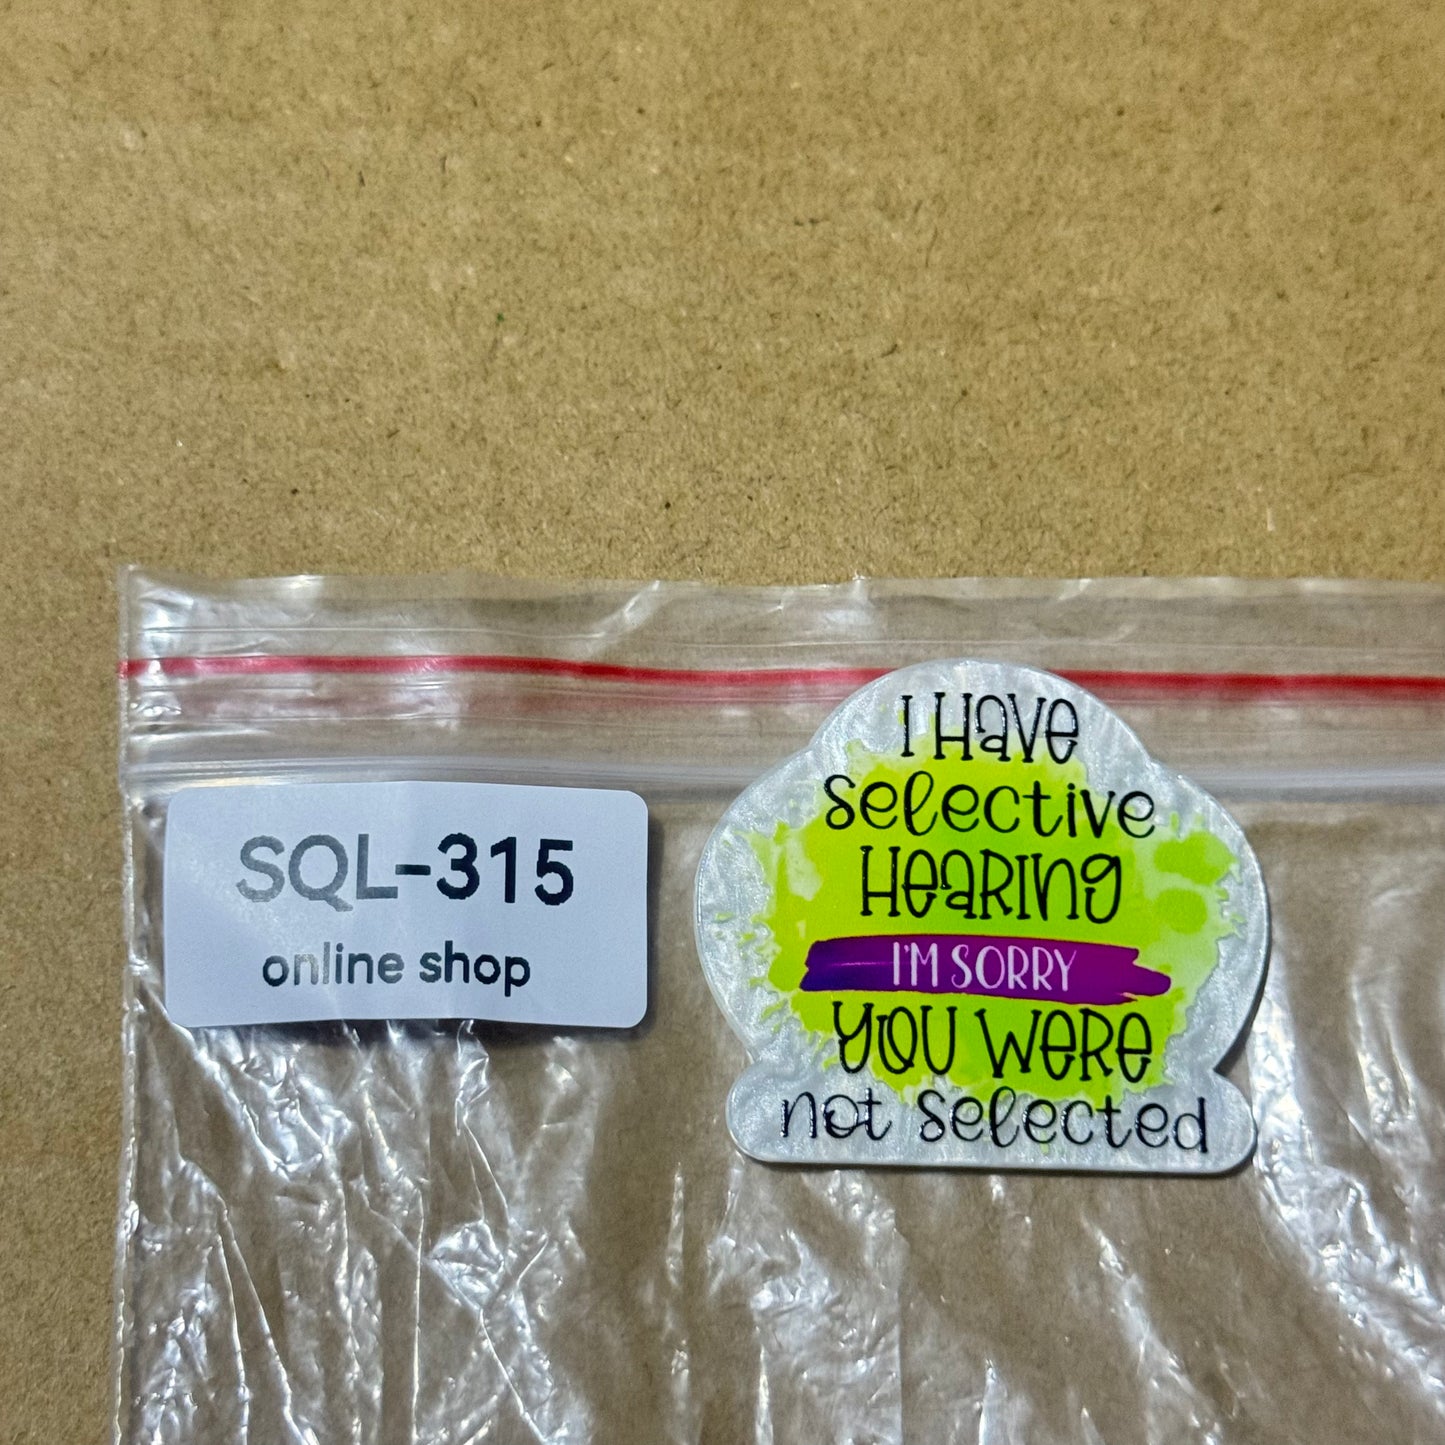 SQL-315
online shop
I HAVE
selective
HEARING
I'M SORRY
YOU WERE
not selected